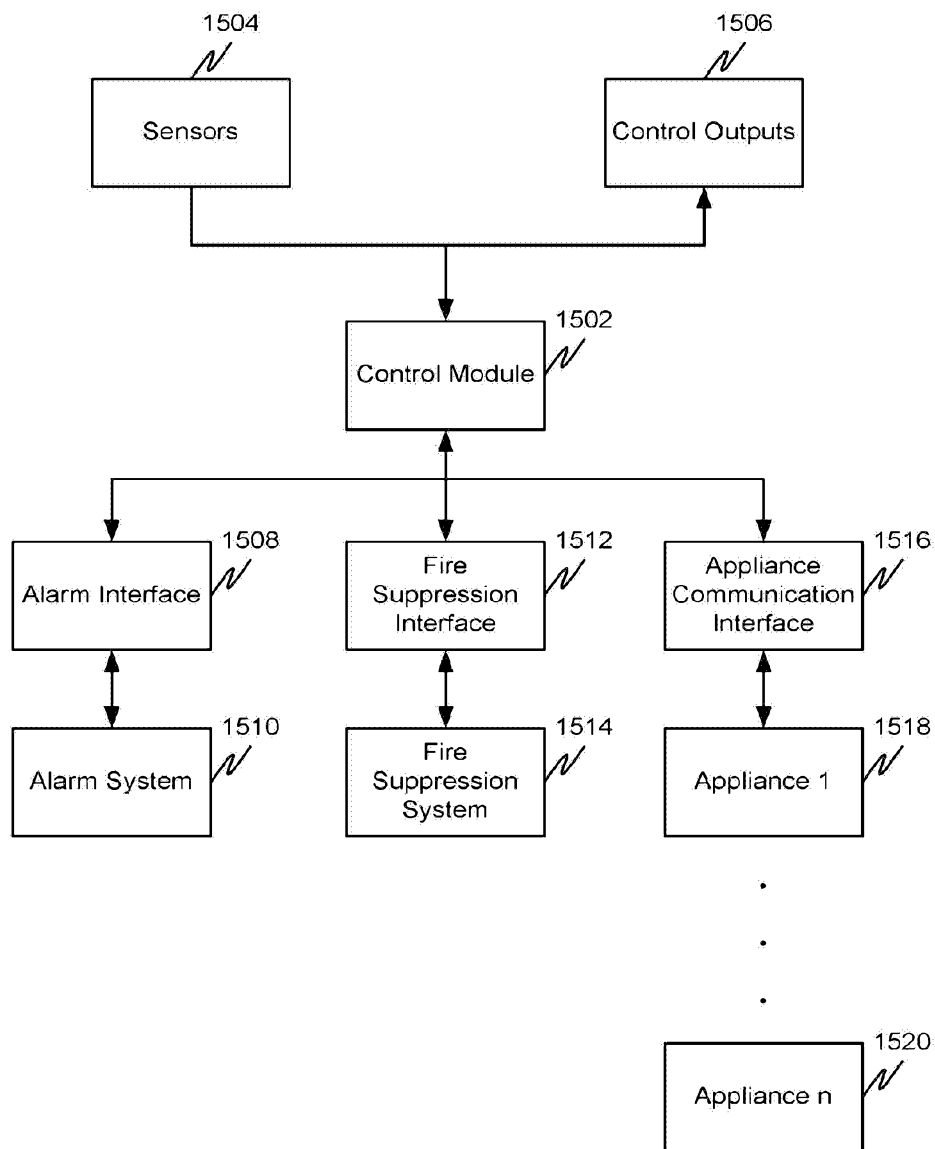 1504
1506
Sensors
Control Outputs
1502
Control Module
1508
1512
1516
Alarm Interface
Fire
Suppression
Interface
Appliance
Communication
Interface
1510
1514
1518
Alarm System
Fire
Suppression
System
Appliance 1
1520
Appliance n